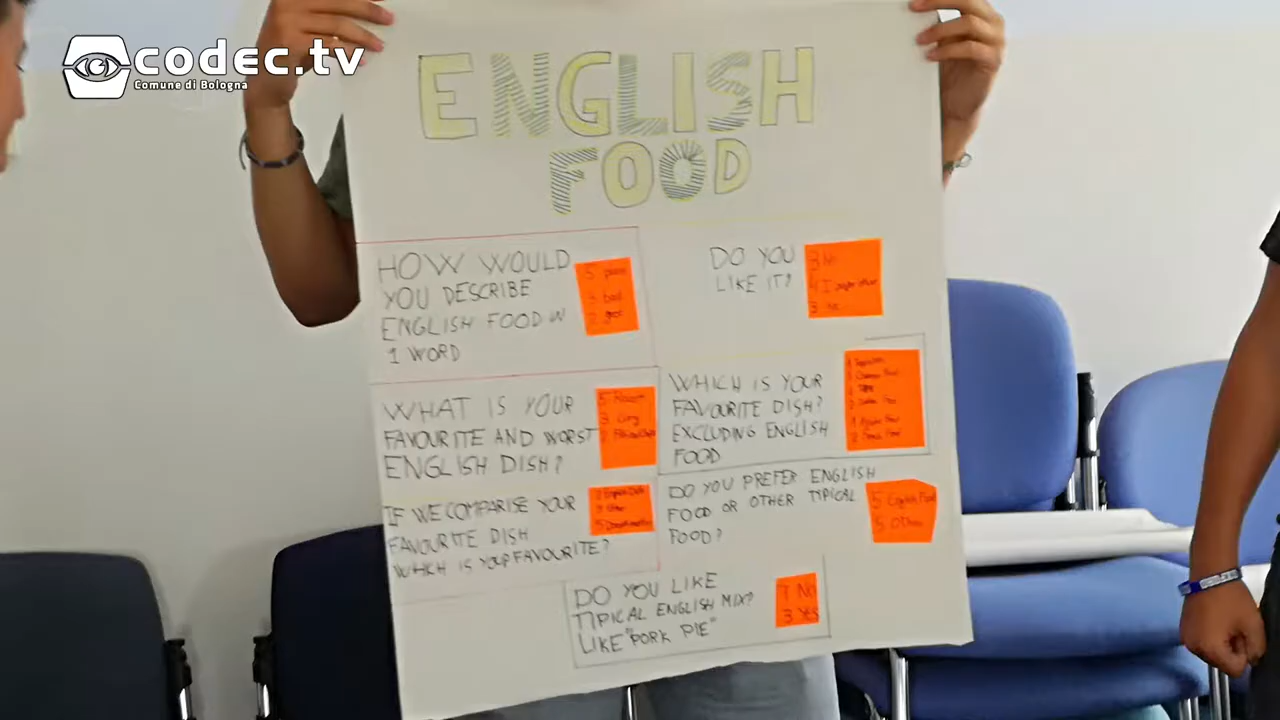 codec.tv
Comune di Bologna
ENGLISH
FOOD
HOW WOULD
YOU DESCRIBE
ENGLISH FOOD IN
1 WORD
3 bad
DO YOU
LIKE IT?
WHAT IS YOUR
FAVOURITE AND WORST
ENGLISH DISH?
WHICH IS YOUR
FAVOURITE DISH?
EXCLUDING ENGLISH
FOOD
IF WE COMPARISE YOUR
FAVOURITE DISH
WHICH IS YOUR FAVOURITE?
DO YOU PREFER ENGLISH
FOOD OR OTHER TIPICAL
FOOD?
5 English Food
5 Other
DO YOU LIKE
TIPICAL ENGLISH MIX?
LIKE "PORK PIE"
7 No
3 Yes